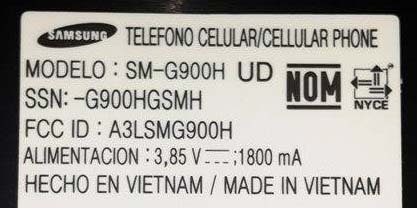 SAMSUNG TELEFONO CELULAR/CELLULAR PHONE
MODELO : SM-G900H UD
NOM
NYCE
SSN: -G900HGSMH
FCC ID : A3LSMG900H
ALIMENTACION : 3,85 V⎓;1800 mA
HECHO EN VIETNAM / MADE IN VIETNAM